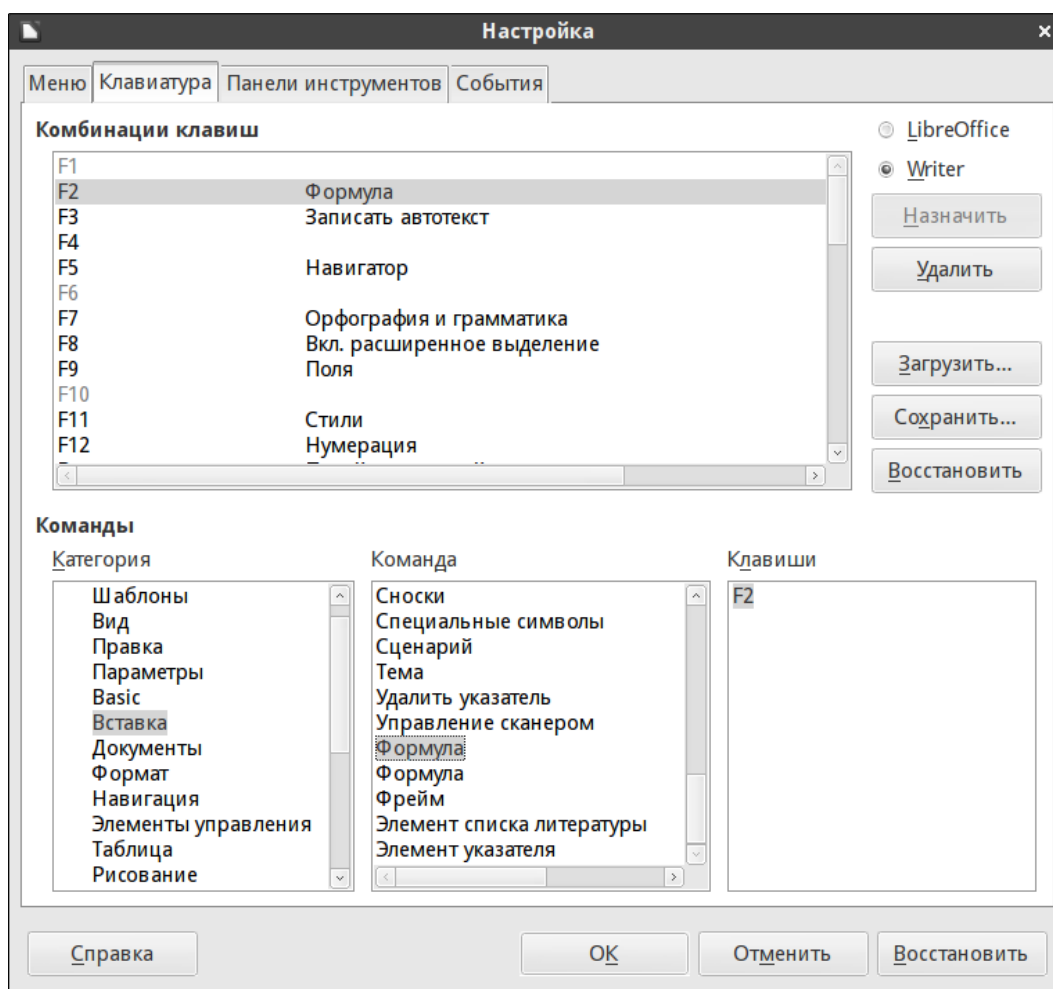 Настройка
Меню Клавиатура Панели инструментов События
Комбинации клавиш
F1
F2 Формула
F3 Записать автотекст
F4
F5 Навигатор
F6
F7 Орфография и грамматика
F8 Вкл. расширенное выделение
F9 Поля
F10
F11 Стили
F12 Нумерация
LibreOffice
Writer
Назначить
Удалить
Загрузить...
Сохранить...
Восстановить
Команды
Категория
Шаблоны
Вид
Правка
Параметры
Basic
Вставка
Документы
Формат
Навигация
Элементы управления
Таблица
Рисование
Команда
Сноски
Специальные символы
Сценарий
Тема
Удалить указатель
Управление сканером
Формула
Формула
Фрейм
Элемент списка литературы
Элемент указателя
Клавиши
F2
Справка
OK
Отменить
Восстановить